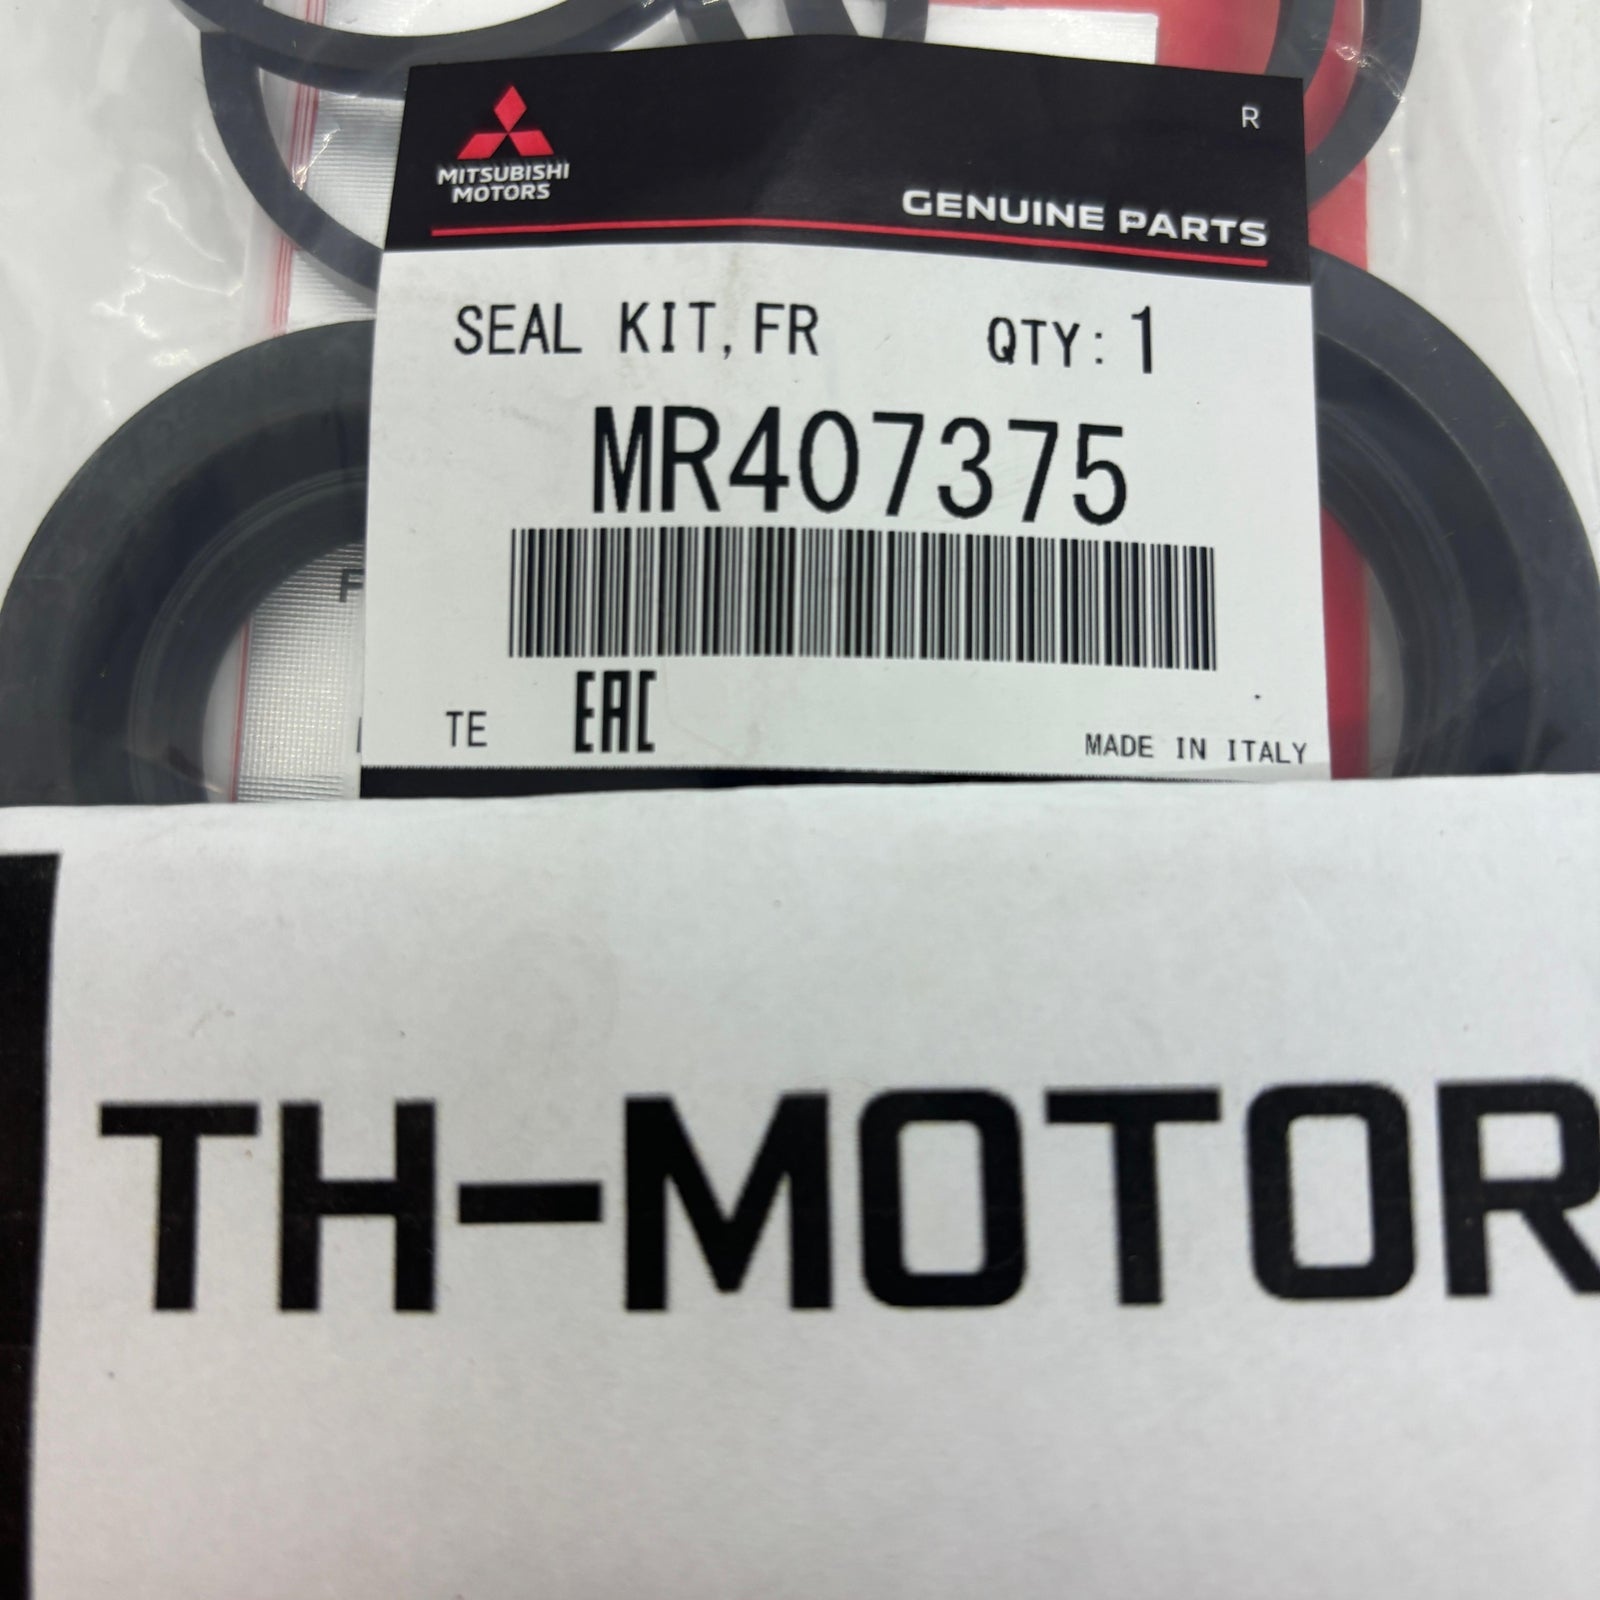 R
MITSUBISHI
MOTORS
GENUINE PARTS
SEAL KIT, FR QTY: 1
MR407375
TE EAC MADE IN ITALY
TH-MOTOR